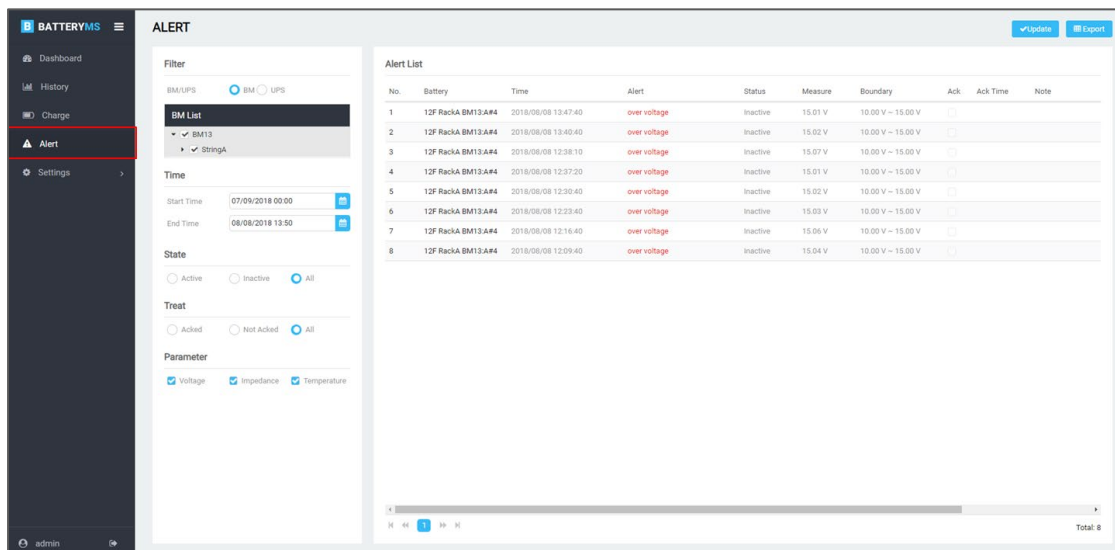 B BATTERYMS
Dashboard
History
Charge
Alert
Settings
admin
ALERT
Update
Export
Filter
BM/UPS BM UPS
BM List
BM13
StringA
Time
Start Time 07/09/2018 00:00
End Time 08/08/2018 13:50
State
Active Inactive All
Treat
Acked Not Acked All
Parameter
Voltage Impedance Temperature
Alert List
No. Battery Time Alert Status Measure Boundary Ack Ack Time Note
1 12F RackA BM13:A#4 2018/08/08 13:47:40 over voltage Inactive 15.01 V 10.00 V ~ 15.00 V
2 12F RackA BM13:A#4 2018/08/08 13:40:40 over voltage Inactive 15.02 V 10.00 V ~ 15.00 V
3 12F RackA BM13:A#4 2018/08/08 12:38:10 over voltage Inactive 15.07 V 10.00 V ~ 15.00 V
4 12F RackA BM13:A#4 2018/08/08 12:37:20 over voltage Inactive 15.01 V 10.00 V ~ 15.00 V
5 12F RackA BM13:A#4 2018/08/08 12:30:40 over voltage Inactive 15.02 V 10.00 V ~ 15.00 V
6 12F RackA BM13:A#4 2018/08/08 12:23:40 over voltage Inactive 15.03 V 10.00 V ~ 15.00 V
7 12F RackA BM13:A#4 2018/08/08 12:16:40 over voltage Inactive 15.06 V 10.00 V ~ 15.00 V
8 12F RackA BM13:A#4 2018/08/08 12:09:40 over voltage Inactive 15.04 V 10.00 V ~ 15.00 V
1
Total: 8